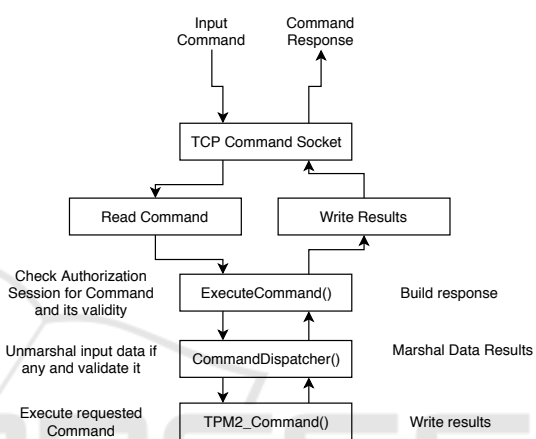 Input
Command
Command
Response
TCP Command Socket
Read Command
Write Results
Check Authorization
Session for Command
and its validity
ExecuteCommand()
Build response
Unmarshal input data if
any and validate it
CommandDispatcher()
Marshal Data Results
Execute requested
Command
TPM2_Command()
Write results